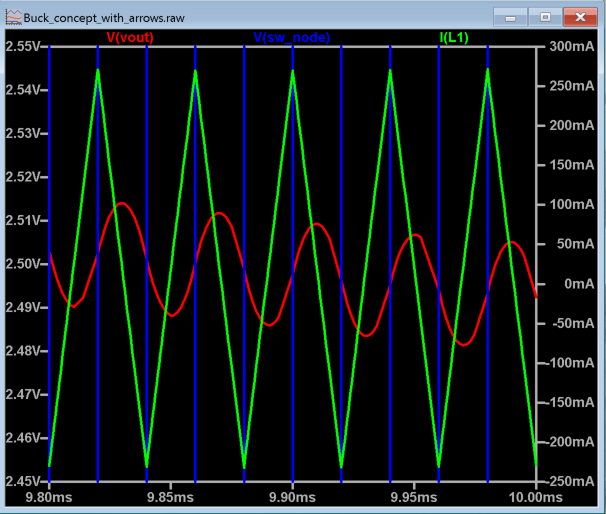 Buck_concept_with_arrows.raw
V(vout) V(sw_node) I(L1)
2.55V 300mA
2.54V 250mA
2.53V 200mA
2.52V 150mA
2.51V 100mA
2.50V 50mA
2.49V 0mA
2.48V -50mA
2.47V -100mA
2.46V -150mA
2.45V -200mA
-250mA
9.80ms 9.85ms 9.90ms 9.95ms 10.00ms